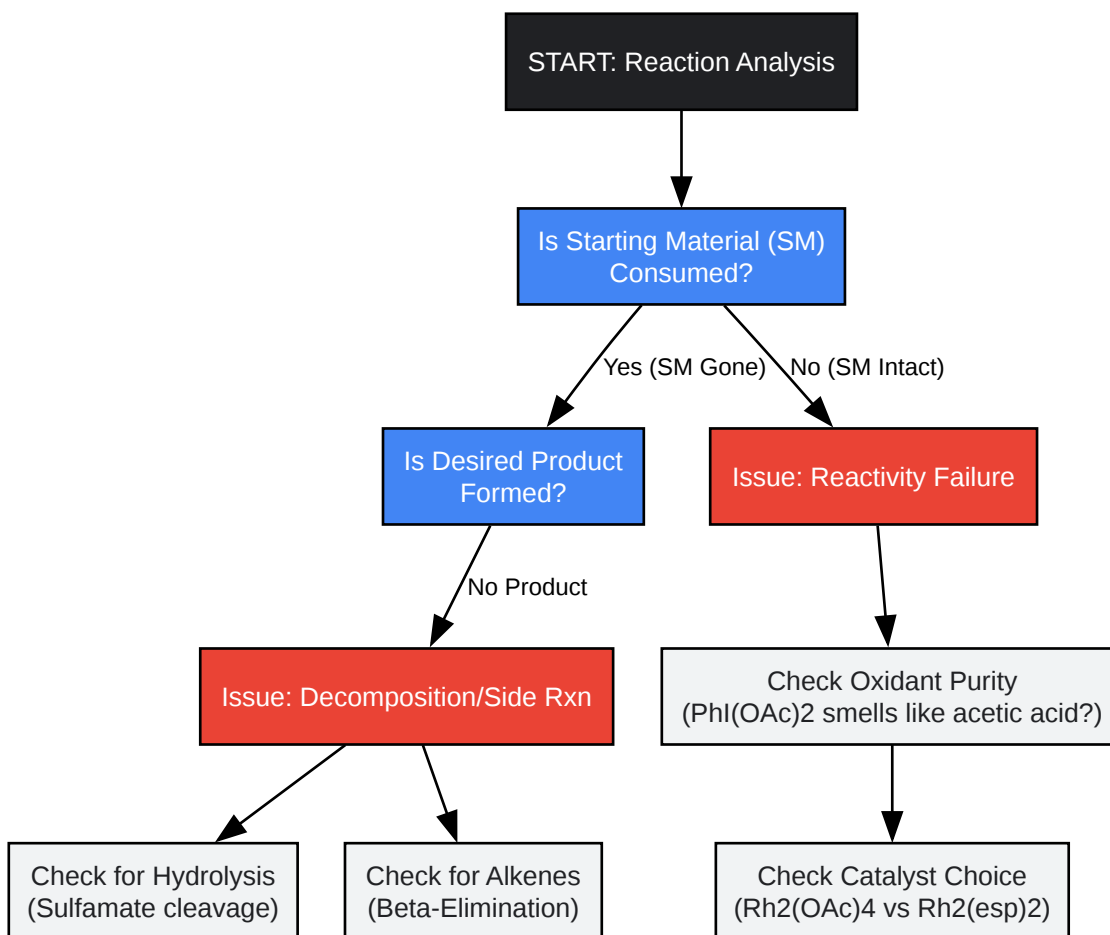 START: Reaction Analysis
Is Starting Material (SM)
Consumed?
Yes (SM Gone)
No (SM Intact)
Is Desired Product
Formed?
Issue: Reactivity Failure
No Product
Issue: Decomposition/Side Rxn
Check Oxidant Purity
(PhI(OAc)2 smells like acetic acid?)
Check for Hydrolysis
(Sulfamate cleavage)
Check for Alkenes
(Beta-Elimination)
Check Catalyst Choice
(Rh2(OAc)4 vs Rh2(esp)2)